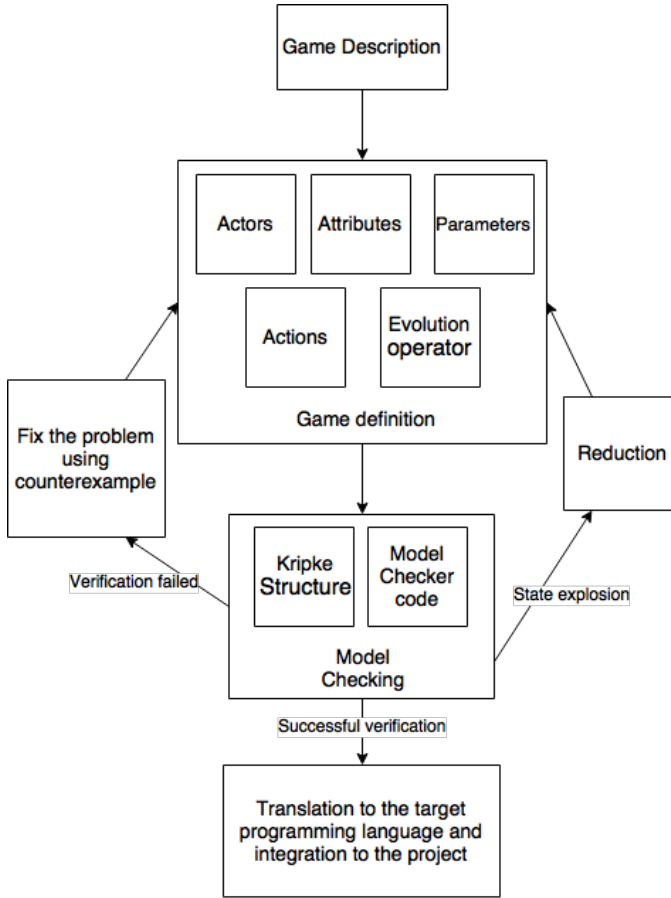 Game Description
Actors
Attributes
Parameters
Actions
Evolution
operator
Game definition
Fix the problem
using
counterexample
Reduction
Kripke
Structure
Model
Checker
code
Verification failed
State explosion
Model
Checking
Successful verification
Translation to the target
programming language and
integration to the project